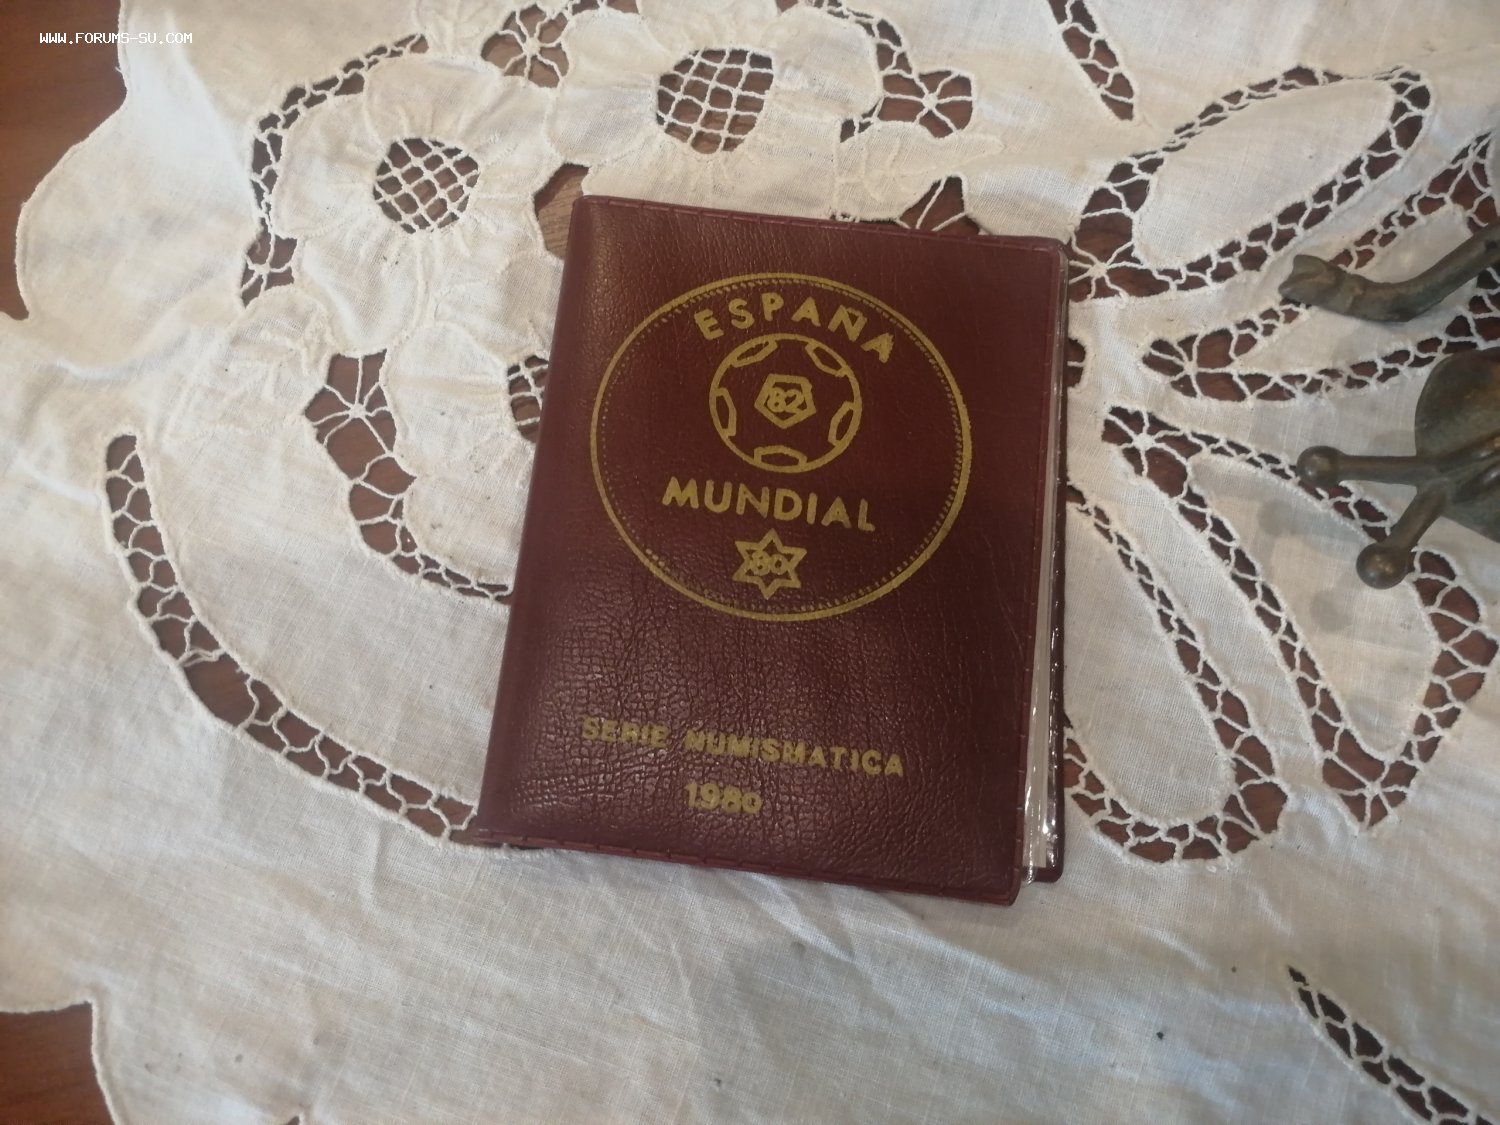 WWW.FORUMS-SU.COM
ESPAÑA
82
MUNDIAL
80
SERIE NUMISMATICA
1980